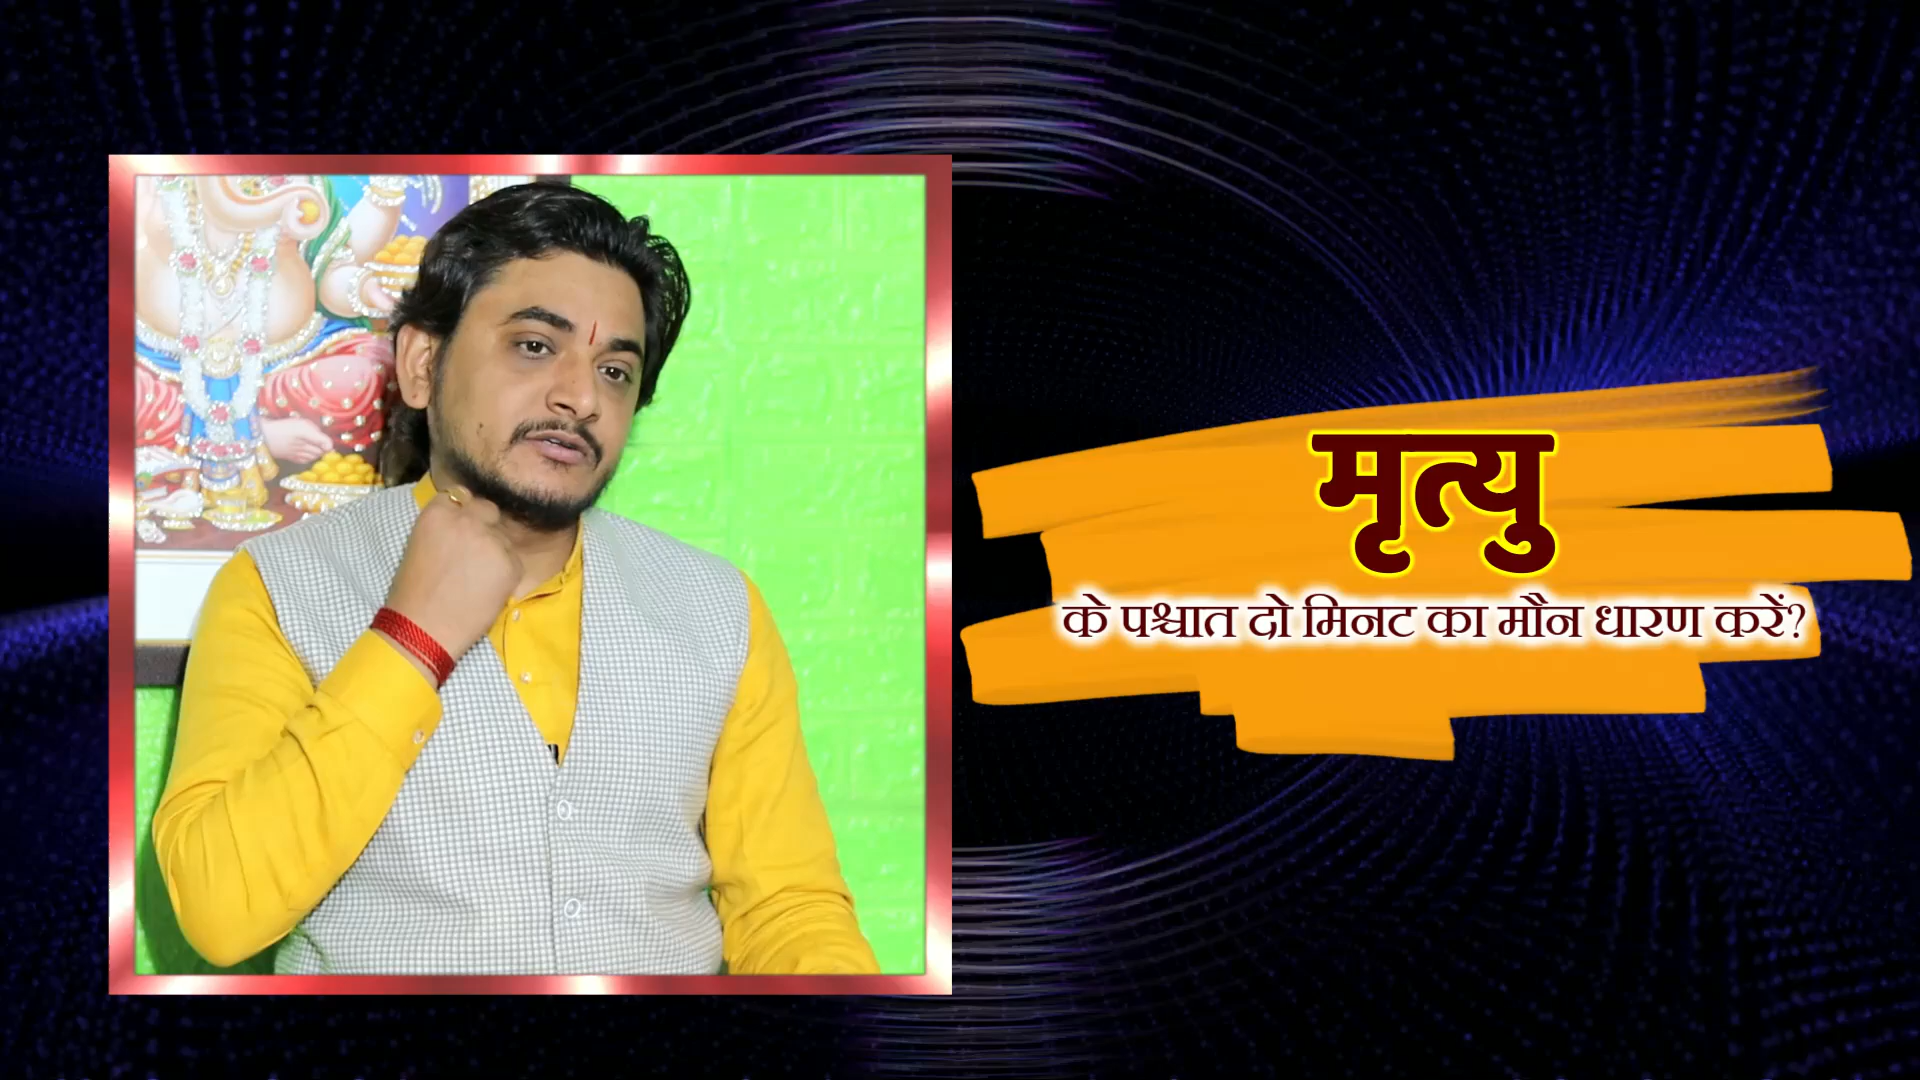 मृत्यु
के पश्चात दो मिनट का मौन धारण करें?